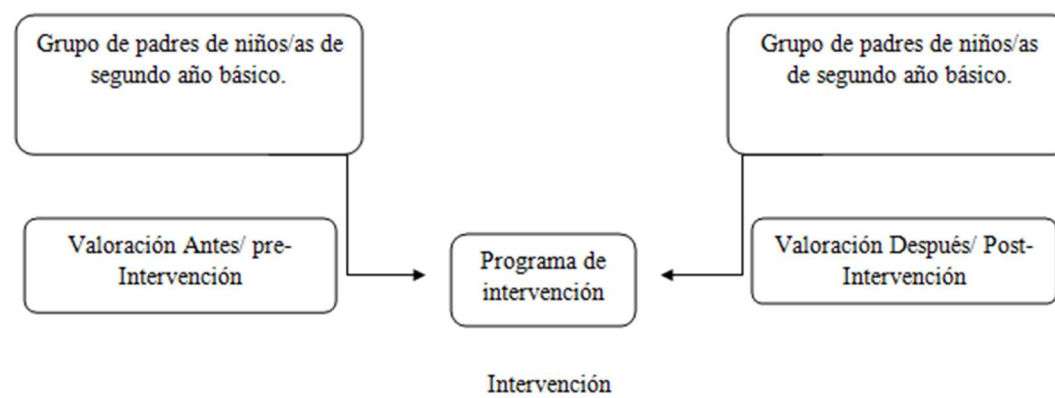 Grupo de padres de niños/as de
segundo año básico.
Grupo de padres de niños/as
de segundo año básico.
Valoración Antes/ pre-
Intervención
Programa de
intervención
Valoración Después/ Post-
Intervención
Intervención